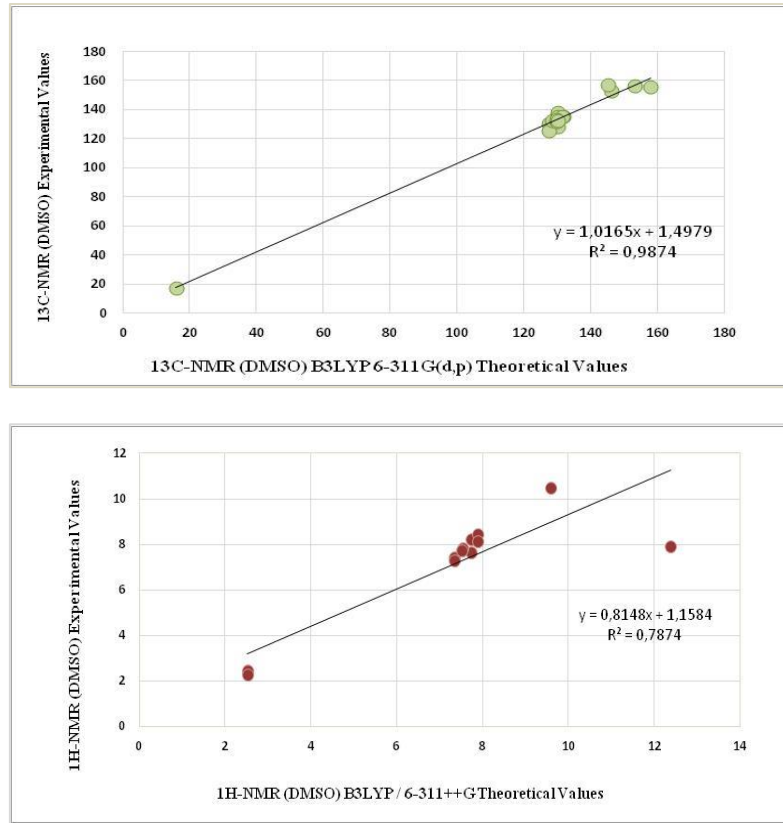 180
160
140
120
100
80
60
40
20
0
13C-NMR (DMSO) Experimental Values
y = 1,0165x + 1,4979
R² = 0,9874
0 20 40 60 80 100 120 140 160 180
13C-NMR (DMSO) B3LYP 6-311G(d,p) Theoretical Values
12
10
8
6
4
2
0
1H-NMR (DMSO) Experimental Values
y = 0,8148x + 1,1584
R² = 0,7874
0 2 4 6 8 10 12 14
1H-NMR (DMSO) B3LYP / 6-311++G Theoretical Values